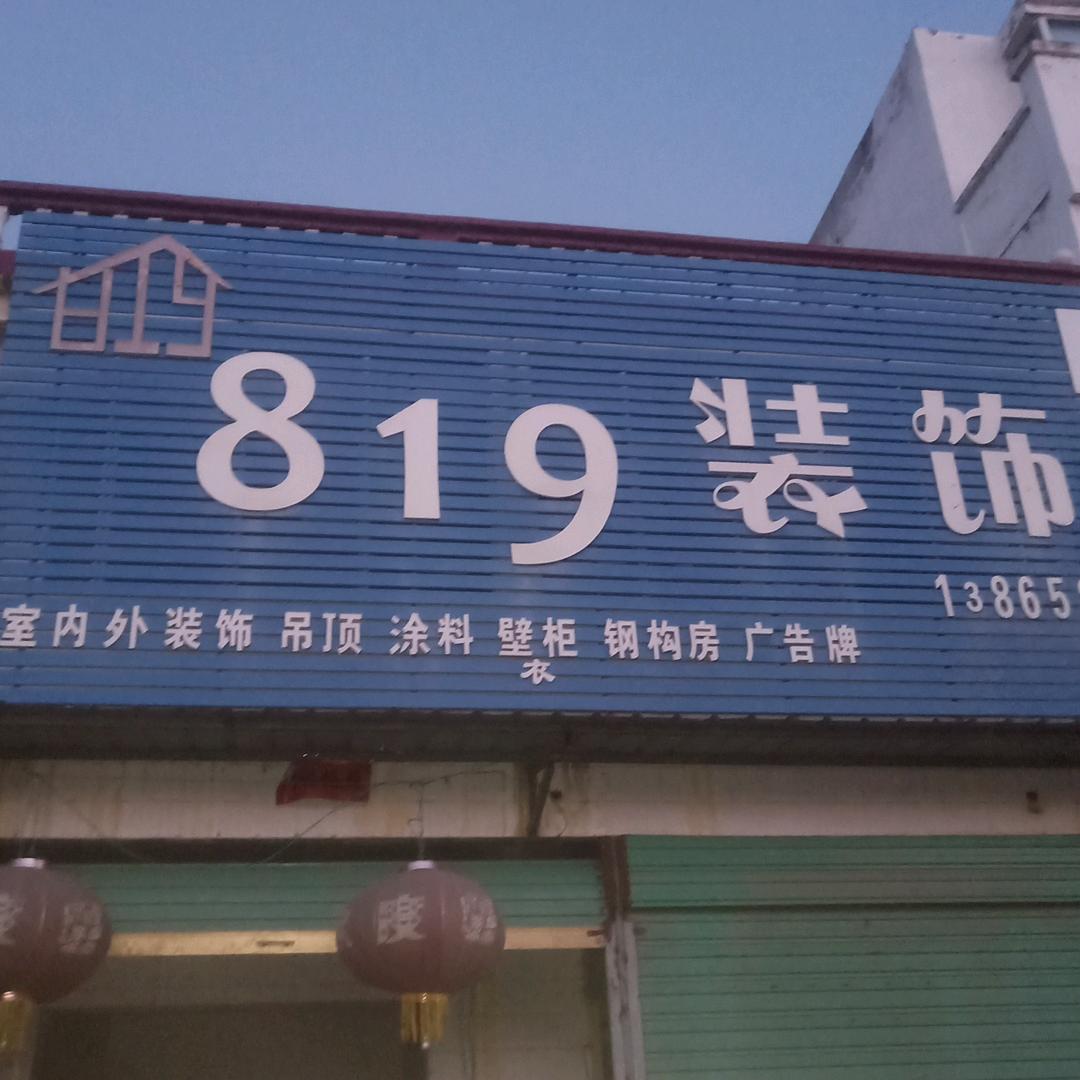 819装饰
13865
室内外装饰 吊顶 涂料 壁柜 钢构房 广告牌
衣